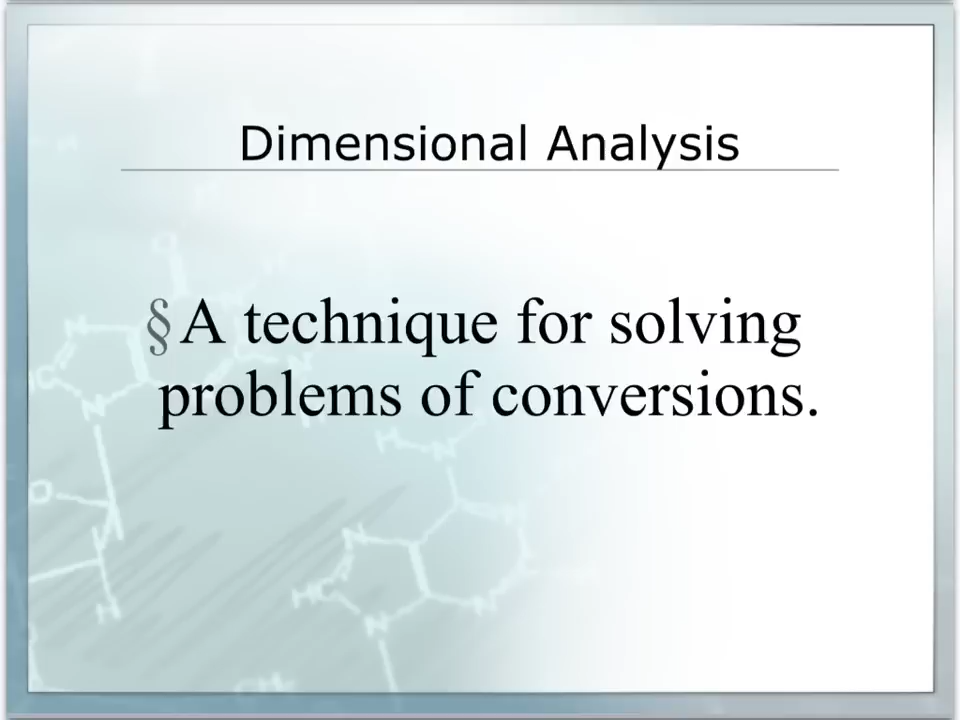 Dimensional Analysis
§ A technique for solving
problems of conversions.